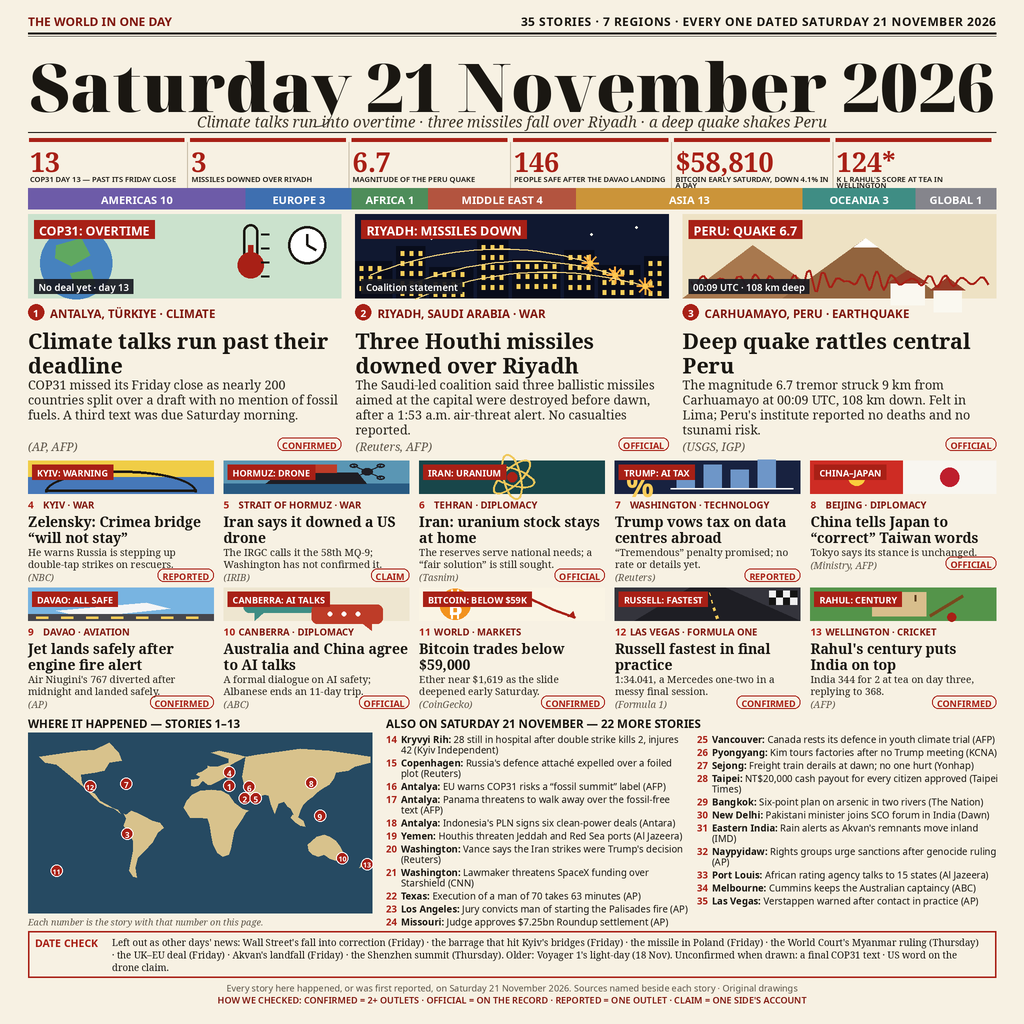 THE WORLD IN ONE DAY
35 STORIES · 7 REGIONS · EVERY ONE DATED SATURDAY 21 NOVEMBER 2026
Saturday 21 November 2026
Climate talks run into overtime · three missiles fall over Riyadh · a deep quake shakes Peru
13
COP31 DAY 13 — PAST ITS FRIDAY CLOSE
3
MISSILES DOWNED OVER RIYADH
6.7
MAGNITUDE OF THE PERU QUAKE
146
PEOPLE SAFE AFTER THE DAVAO LANDING
$58,810
BITCOIN EARLY SATURDAY, DOWN 4.1% IN
A DAY
124*
K L RAHUL'S SCORE AT TEA IN
WELLINGTON
AMERICAS 10
EUROPE 3
AFRICA 1
MIDDLE EAST 4
ASIA 13
OCEANIA 3
GLOBAL 1
COP31: OVERTIME
No deal yet · day 13
RIYADH: MISSILES DOWN
Coalition statement
PERU: QUAKE 6.7
00:09 UTC · 108 km deep
1 ANTALYA, TÜRKIYE · CLIMATE
Climate talks run past their
deadline
COP31 missed its Friday close as nearly 200
countries split over a draft with no mention of fossil
fuels. A third text was due Saturday morning.
(AP, AFP)
CONFIRMED
2 RIYADH, SAUDI ARABIA · WAR
Three Houthi missiles
downed over Riyadh
The Saudi-led coalition said three ballistic missiles
aimed at the capital were destroyed before dawn,
after a 1:53 a.m. air-threat alert. No casualties
reported.
(Reuters, AFP)
OFFICIAL
3 CARHUAMAYO, PERU · EARTHQUAKE
Deep quake rattles central
Peru
The magnitude 6.7 tremor struck 9 km from
Carhuamayo at 00:09 UTC, 108 km down. Felt in
Lima; Peru's institute reported no deaths and no
tsunami risk.
(USGS, IGP)
OFFICIAL
KYIV: WARNING
4 KYIV · WAR
Zelensky: Crimea bridge
“will not stay”
He warns Russia is stepping up
double-tap strikes on rescuers.
(NBC)
REPORTED
HORMUZ: DRONE
5 STRAIT OF HORMUZ · WAR
Iran says it downed a US
drone
The IRGC calls it the 58th MQ-9;
Washington has not confirmed it.
(IRIB)
CLAIM
IRAN: URANIUM
6 TEHRAN · DIPLOMACY
Iran: uranium stock stays
at home
The reserves serve national needs; a
“fair solution” is still sought.
(Tasnim)
OFFICIAL
TRUMP: AI TAX
%
7 WASHINGTON · TECHNOLOGY
Trump vows tax on data
centres abroad
“Tremendous” penalty promised; no
rate or details yet.
(Reuters)
REPORTED
CHINA–JAPAN
8 BEIJING · DIPLOMACY
China tells Japan to
“correct” Taiwan words
Tokyo says its stance is unchanged.
(Ministry, AFP)
OFFICIAL
DAVAO: ALL SAFE
9 DAVAO · AVIATION
Jet lands safely after
engine fire alert
Air Niugini's 767 diverted after
midnight and landed safely.
(AP)
CONFIRMED
CANBERRA: AI TALKS
10 CANBERRA · DIPLOMACY
Australia and China agree
to AI talks
A formal dialogue on AI safety;
Albanese ends an 11-day trip.
(ABC)
OFFICIAL
BITCOIN: BELOW $59K
11 WORLD · MARKETS
Bitcoin trades below
$59,000
Ether near $1,619 as the slide
deepened early Saturday.
(CoinGecko)
CONFIRMED
RUSSELL: FASTEST
12 LAS VEGAS · FORMULA ONE
Russell fastest in final
practice
1:34.041, a Mercedes one-two in a
messy final session.
(Formula 1)
CONFIRMED
RAHUL: CENTURY
13 WELLINGTON · CRICKET
Rahul's century puts
India on top
India 344 for 2 at tea on day three,
replying to 368.
(AFP)
CONFIRMED
WHERE IT HAPPENED — STORIES 1–13
12
7
4
1
6
2
5
8
9
3
11
10
13
Each number is the story with that number on this page.
ALSO ON SATURDAY 21 NOVEMBER — 22 MORE STORIES
14 Kryvyi Rih: 28 still in hospital after double strike kills 2, injures
42 (Kyiv Independent)
15 Copenhagen: Russia's defence attaché expelled over a foiled
plot (Reuters)
16 Antalya: EU warns COP31 risks a “fossil summit” label (AFP)
17 Antalya: Panama threatens to walk away over the fossil-free
text (AFP)
18 Antalya: Indonesia's PLN signs six clean-power deals (Antara)
19 Yemen: Houthis threaten Jeddah and Red Sea ports (Al Jazeera)
20 Washington: Vance says the Iran strikes were Trump's decision
(Reuters)
21 Washington: Lawmaker threatens SpaceX funding over
Starshield (CNN)
22 Texas: Execution of a man of 70 takes 63 minutes (AP)
23 Los Angeles: Jury convicts man of starting the Palisades fire (AP)
24 Missouri: Judge approves $7.25bn Roundup settlement (AP)
25 Vancouver: Canada rests its defence in youth climate trial (AFP)
26 Pyongyang: Kim tours factories after no Trump meeting (KCNA)
27 Sejong: Freight train derails at dawn; no one hurt (Yonhap)
28 Taipei: NT$20,000 cash payout for every citizen approved (Taipei
Times)
29 Bangkok: Six-point plan on arsenic in two rivers (The Nation)
30 New Delhi: Pakistani minister joins SCO forum in India (Dawn)
31 Eastern India: Rain alerts as Akvan's remnants move inland
(IMD)
32 Naypyidaw: Rights groups urge sanctions after genocide ruling
(AP)
33 Port Louis: African rating agency talks to 15 states (Al Jazeera)
34 Melbourne: Cummins keeps the Australian captaincy (ABC)
35 Las Vegas: Verstappen warned after contact in practice (AP)
DATE CHECK
Left out as other days' news: Wall Street's fall into correction (Friday) · the barrage that hit Kyiv's bridges (Friday) · the missile in Poland (Friday) · the World Court's Myanmar ruling (Thursday)
· the UK–EU deal (Friday) · Akvan's landfall (Friday) · the Shenzhen summit (Thursday). Older: Voyager 1's light-day (18 Nov). Unconfirmed when drawn: a final COP31 text · US word on the
drone claim.
Every story here happened, or was first reported, on Saturday 21 November 2026. Sources named beside each story · Original drawings
HOW WE CHECKED: CONFIRMED = 2+ OUTLETS · OFFICIAL = ON THE RECORD · REPORTED = ONE OUTLET · CLAIM = ONE SIDE'S ACCOUNT